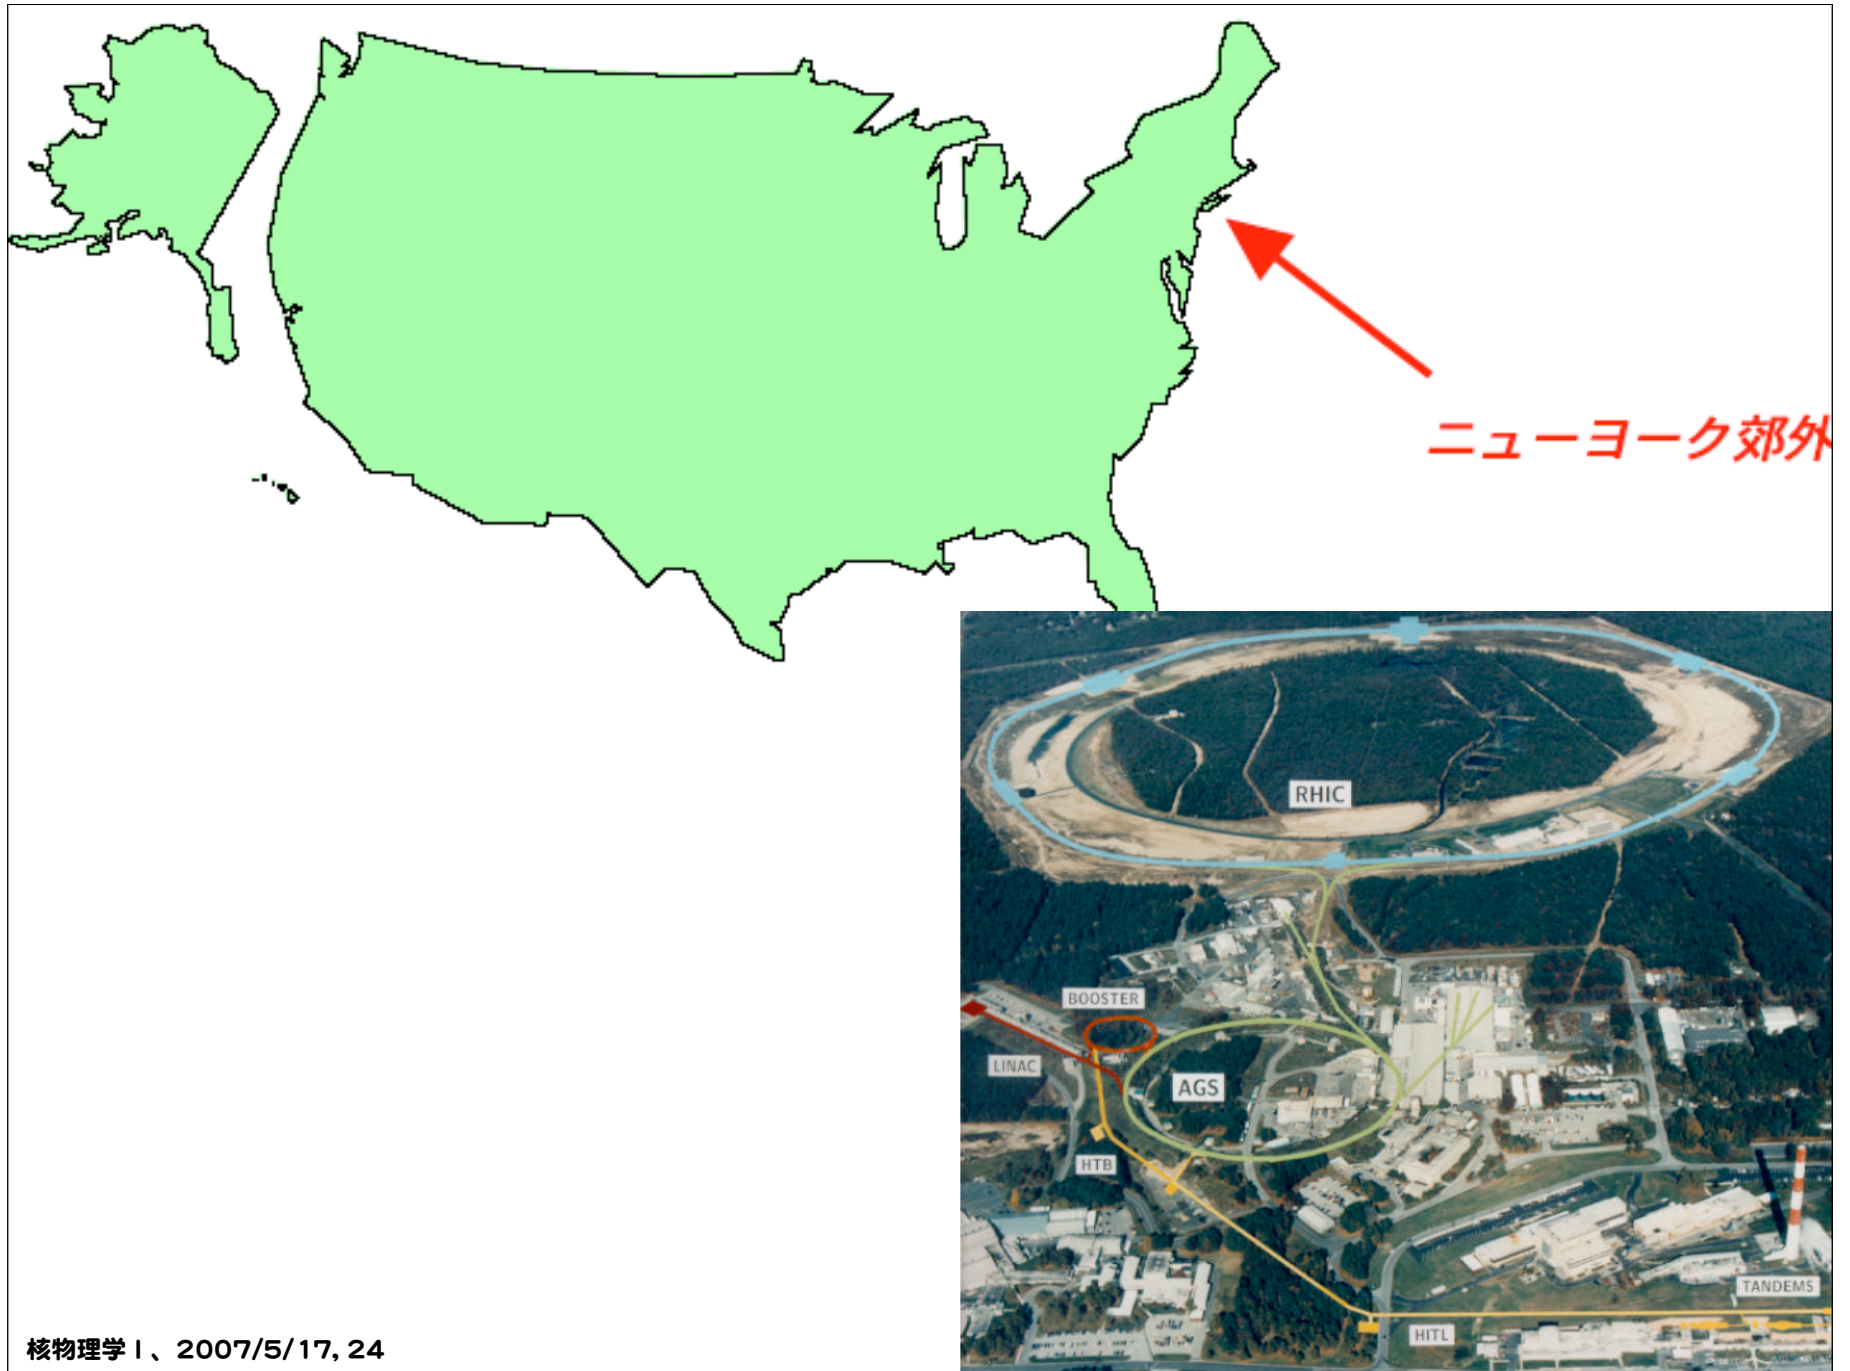 ニューヨーク郊外
RHIC
BOOSTER
LINAC
AGS
HTB
TANDEMS
HITL
核物理学 I 、2007/5/17, 24